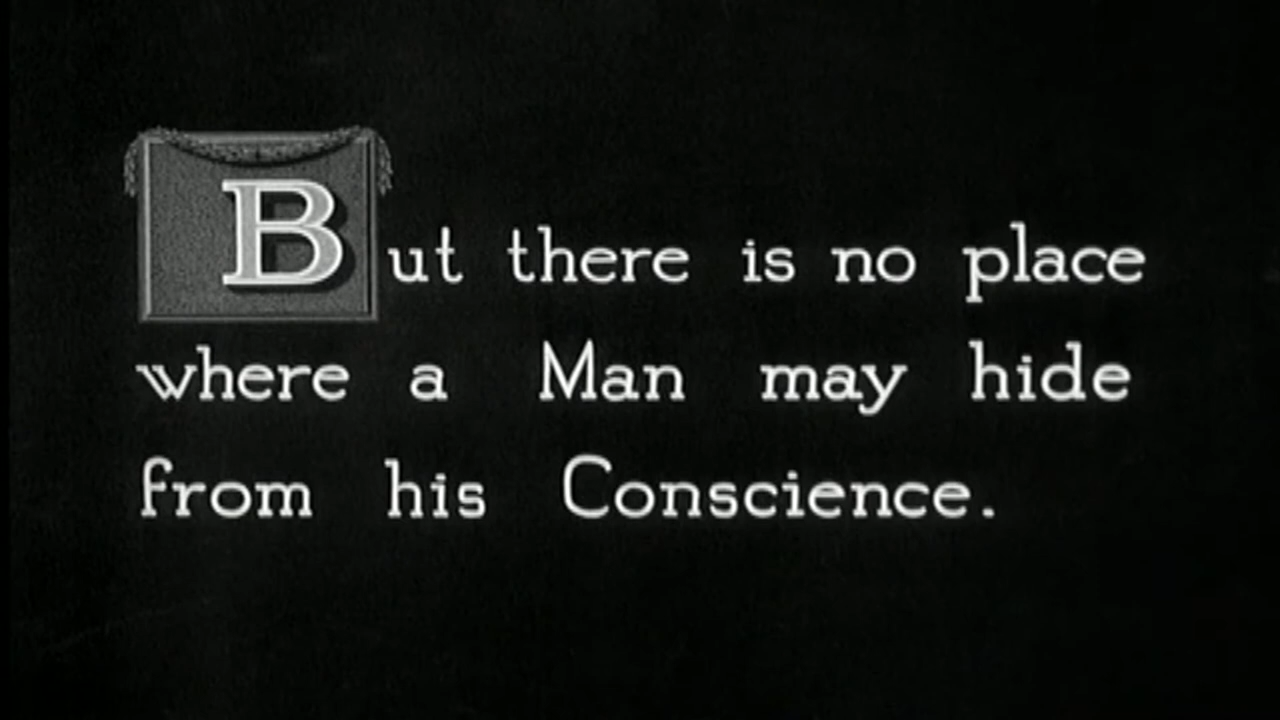 But there is no place
where a Man may hide
from his Conscience.